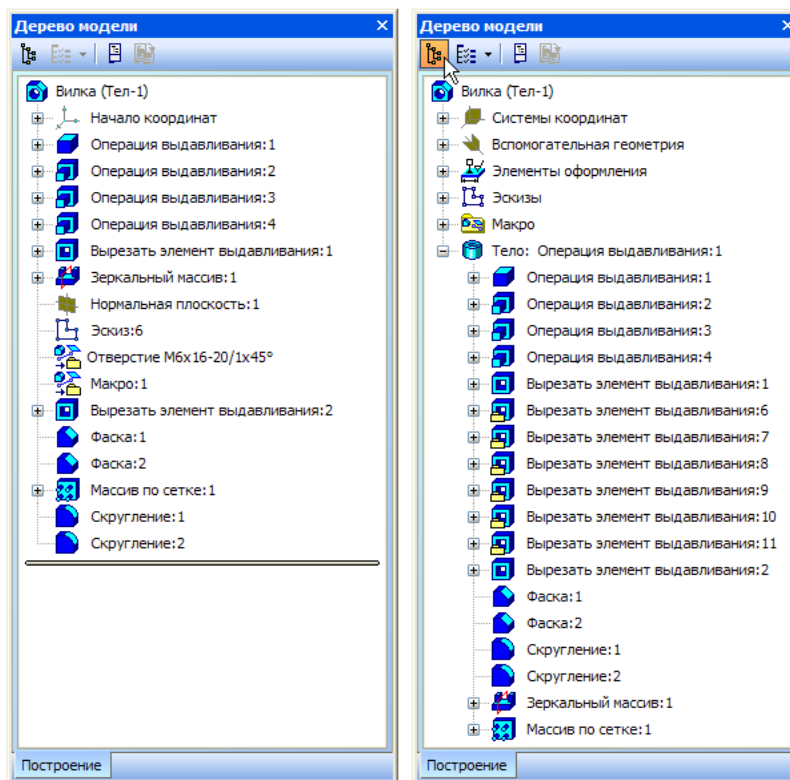 Дерево модели
Вилка (Тел-1)
Начало координат
Операция выдавливания:1
Операция выдавливания:2
Операция выдавливания:3
Операция выдавливания:4
Вырезать элемент выдавливания:1
Зеркальный массив:1
Нормальная плоскость:1
Эскиз:6
Отверстие М6х16-20/1х45°
Макро:1
Вырезать элемент выдавливания:2
Фаска:1
Фаска:2
Массив по сетке:1
Скругление:1
Скругление:2
Построение
Дерево модели
Вилка (Тел-1)
Системы координат
Вспомогательная геометрия
Элементы оформления
Эскизы
Макро
Тело: Операция выдавливания:1
Операция выдавливания:1
Операция выдавливания:2
Операция выдавливания:3
Операция выдавливания:4
Вырезать элемент выдавливания:1
Вырезать элемент выдавливания:6
Вырезать элемент выдавливания:7
Вырезать элемент выдавливания:8
Вырезать элемент выдавливания:9
Вырезать элемент выдавливания:10
Вырезать элемент выдавливания:11
Вырезать элемент выдавливания:2
Фаска:1
Фаска:2
Скругление:1
Скругление:2
Зеркальный массив:1
Массив по сетке:1
Построение